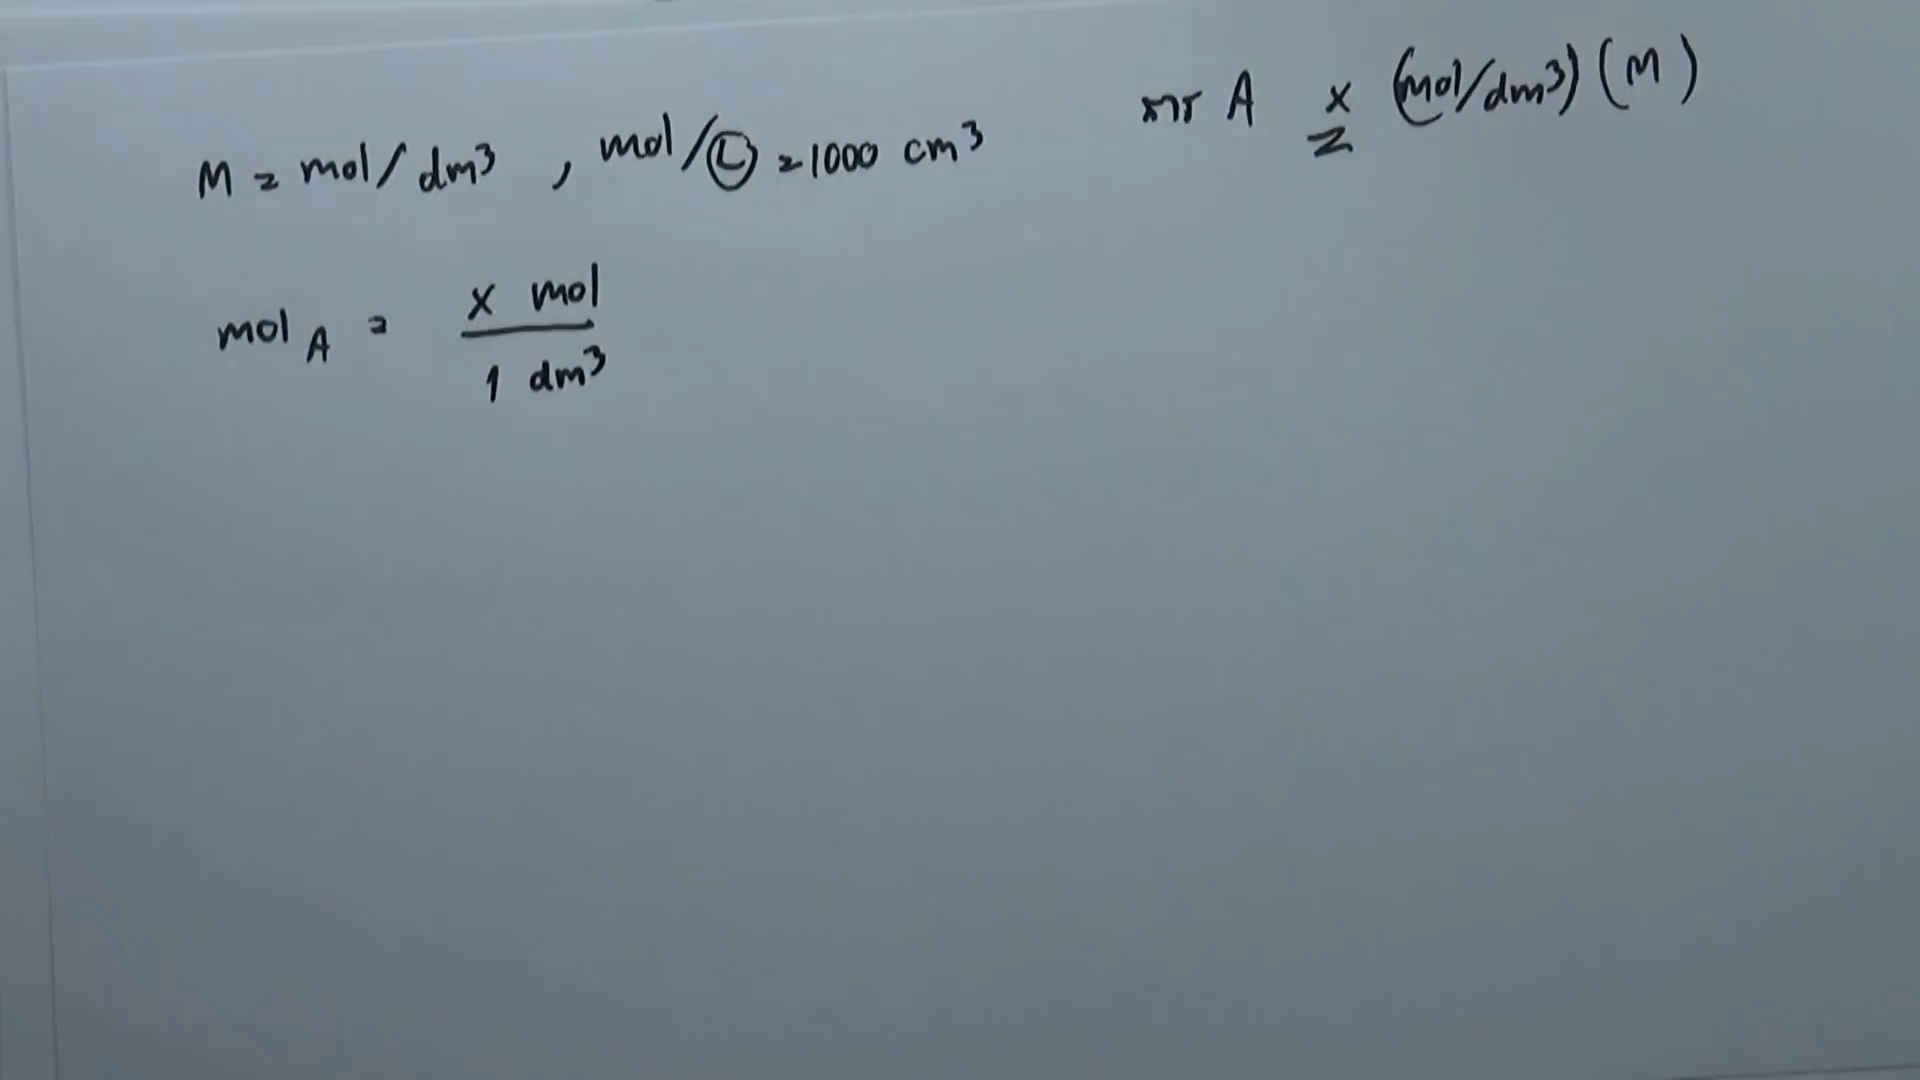 M = mol/dm³ , mol/L = 1000 cm³
สาร A x (mol/dm³) (M)
mol A = x mol
1 dm³